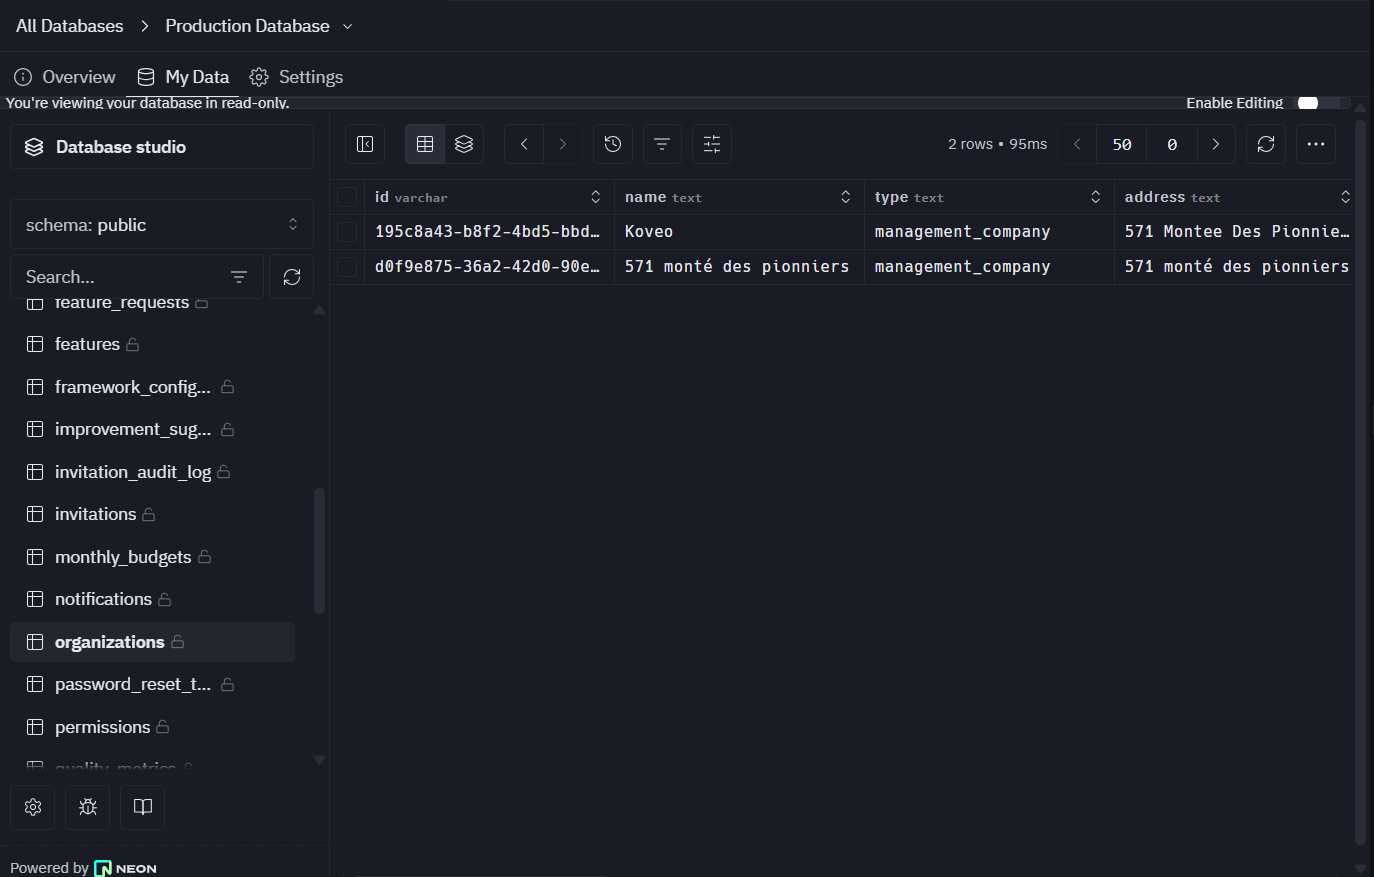 All Databases > Production Database
Overview My Data Settings
You're viewing your database in read-only. Enable Editing
Database studio
2 rows • 95ms 50 0
schema: public
Search...
id varchar name text type text address text
195c8a43-b8f2-4bd5-bbd… Koveo management_company 571 Montee Des Pionnie…
d0f9e875-36a2-42d0-90e… 571 monté des pionniers management_company 571 monté des pionniers
feature_requests
features
framework_config...
improvement_sug...
invitation_audit_log
invitations
monthly_budgets
notifications
organizations
password_reset_t...
permissions
quality_metrics
Powered by NEON